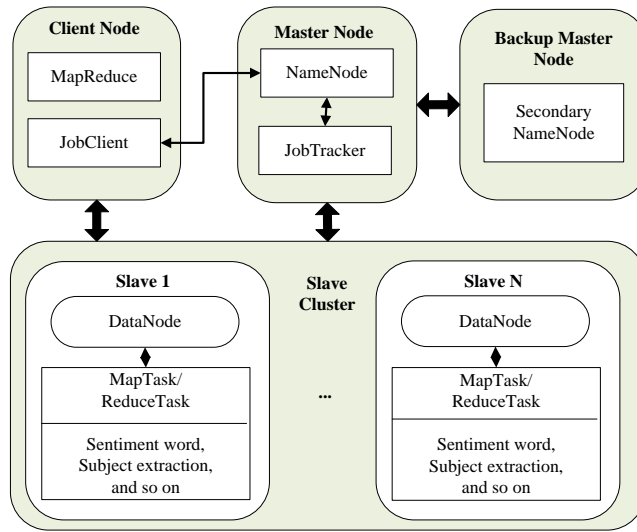 Client Node
MapReduce
JobClient
Master Node
NameNode
JobTracker
Backup Master
Node
Secondary
NameNode
Slave 1
DataNode
MapTask/
ReduceTask
Sentiment word,
Subject extraction,
and so on
Slave
Cluster
...
Slave N
DataNode
MapTask/
ReduceTask
Sentiment word,
Subject extraction,
and so on